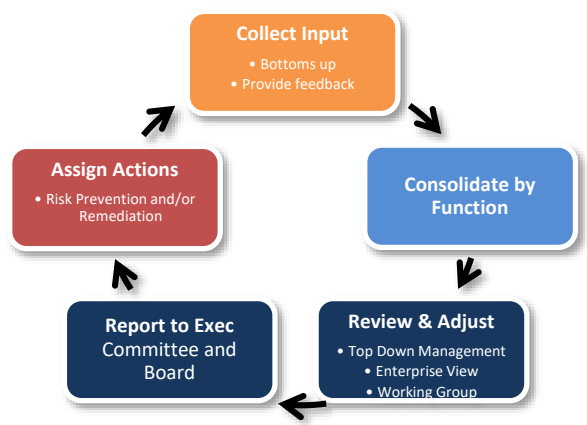 Collect Input
• Bottoms up
• Provide feedback
Consolidate by
Function
Review & Adjust
• Top Down Management
• Enterprise View
• Working Group
Report to Exec
Committee and
Board
Assign Actions
• Risk Prevention and/or
Remediation